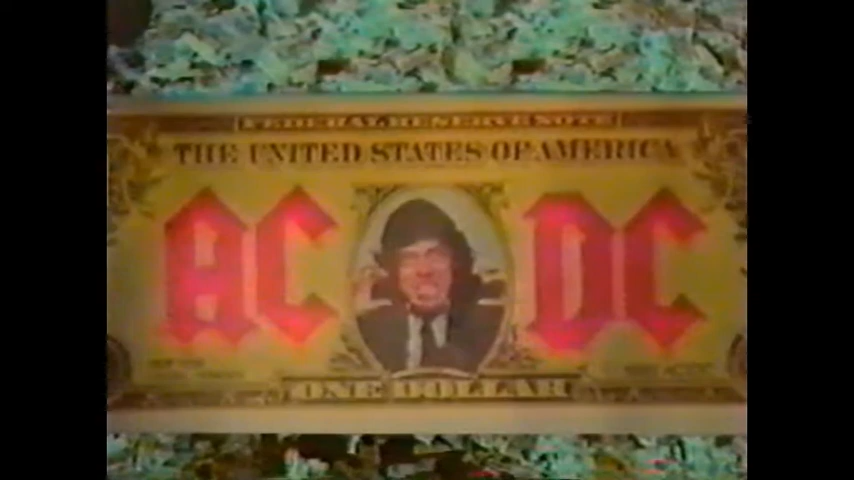 FEDERAL RESERVE NOTE
THE UNITED STATES OF AMERICA
AC DC
ONE DOLLAR